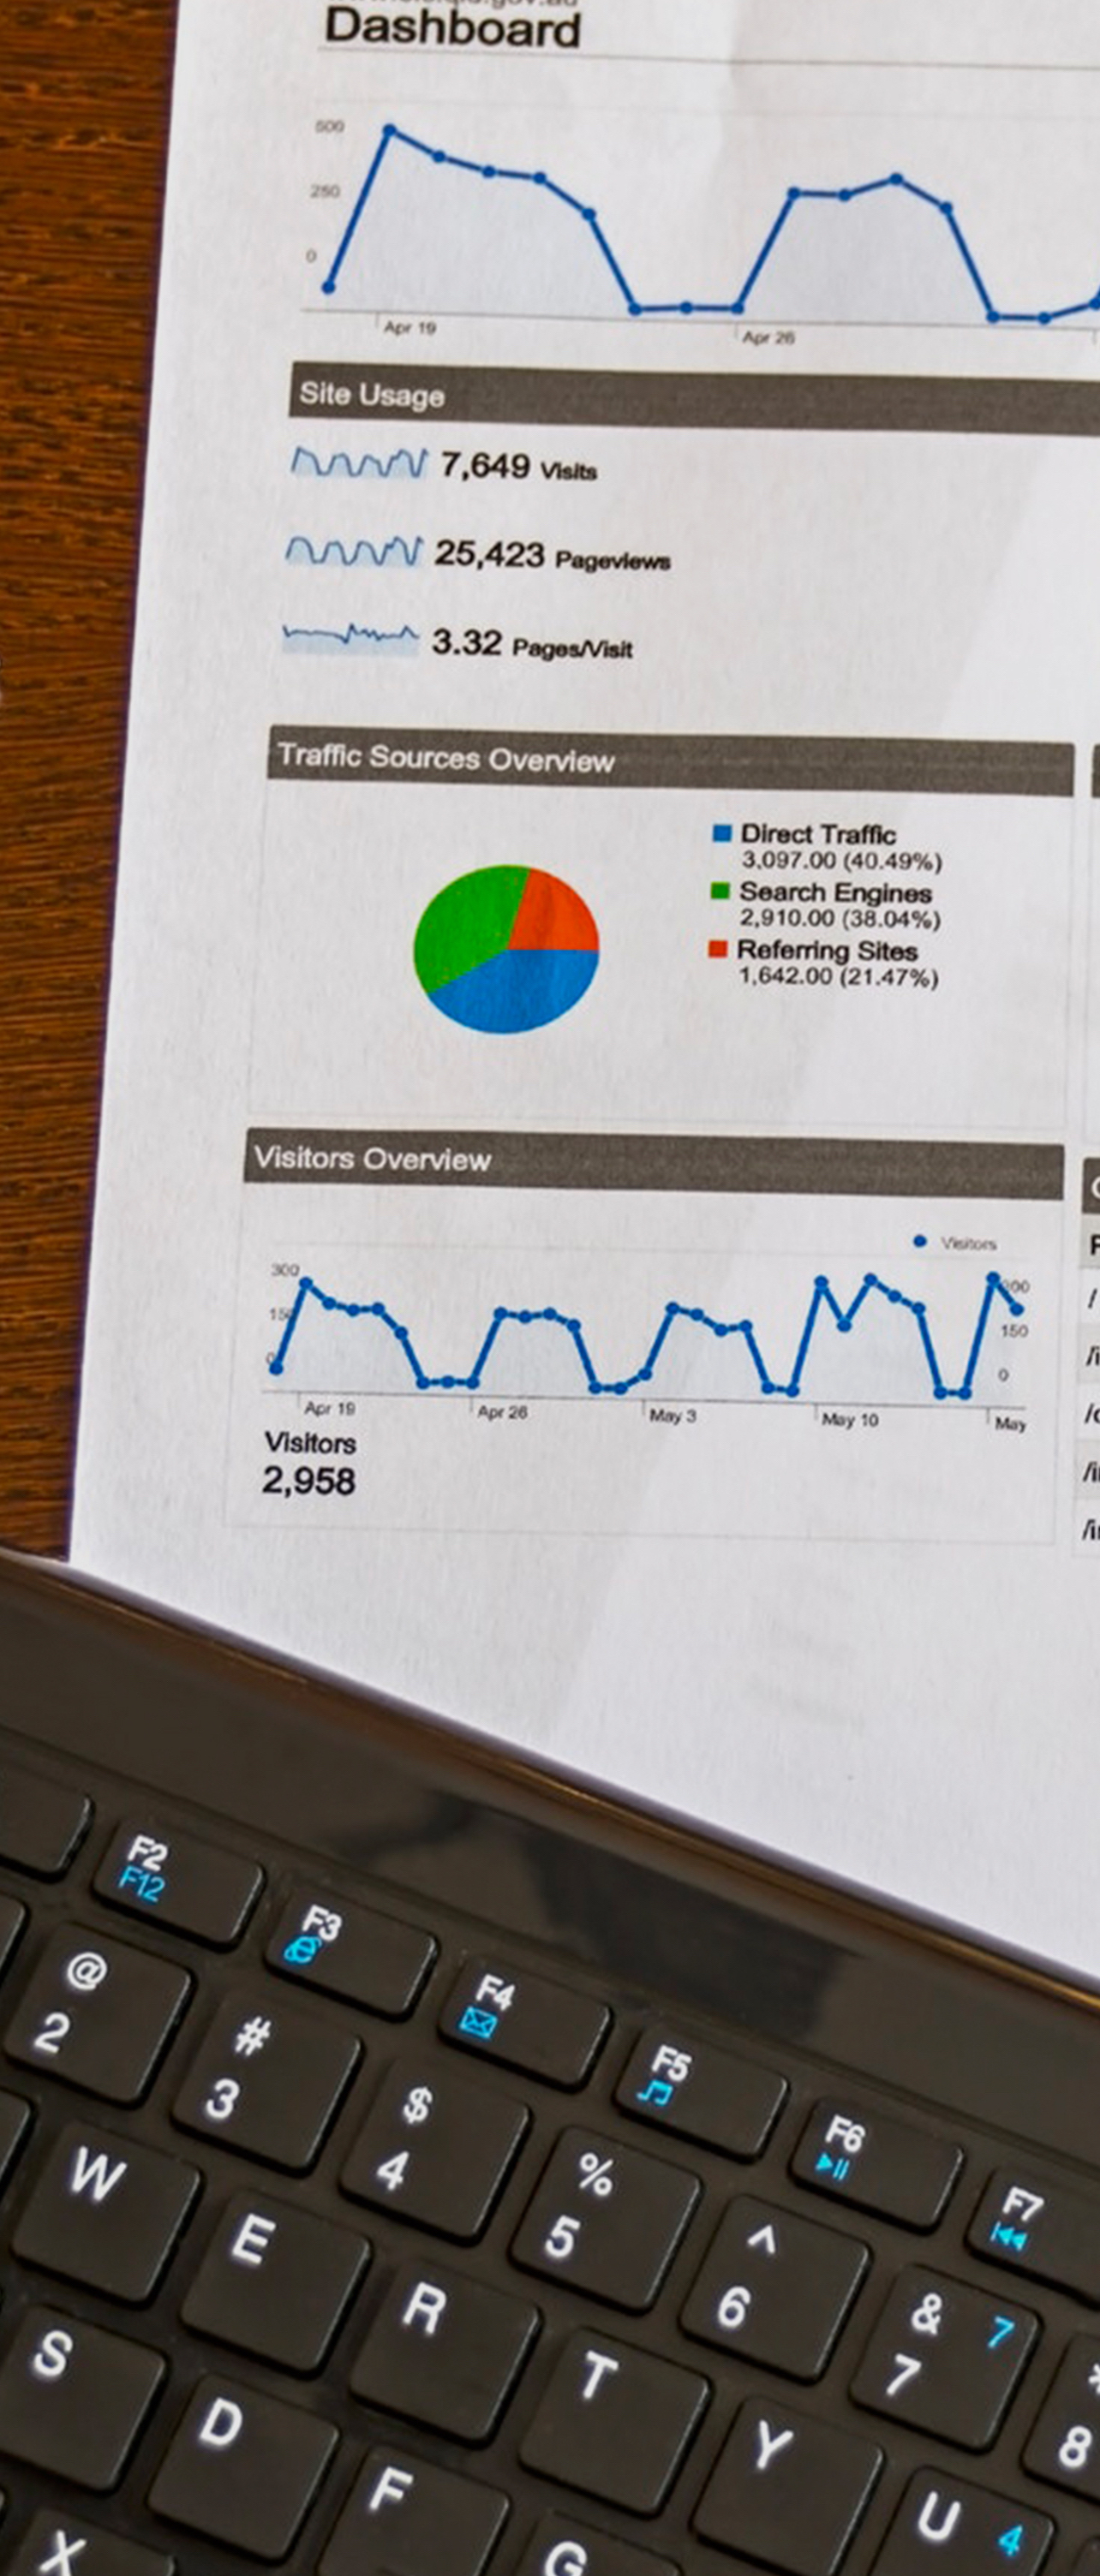 Dashboard
500
250
0
Apr 19
Apr 26
Site Usage
7,649 Visits
25,423 Pageviews
3.32 Pages/Visit
Traffic Sources Overview
Direct Traffic
3,097.00 (40.49%)
Search Engines
2,910.00 (38.04%)
Referring Sites
1,642.00 (21.47%)
Visitors Overview
Visitors
300
150
0
150
0
Apr 19
Apr 26
May 3
May 10
May
Visitors
2,958
F2
F12
F3
F4
F5
F6
F7
@
2
#
3
$
4
%
5
^
6
& 7
7
8
W
E
R
T
Y
U 4
S
D
F
G
X